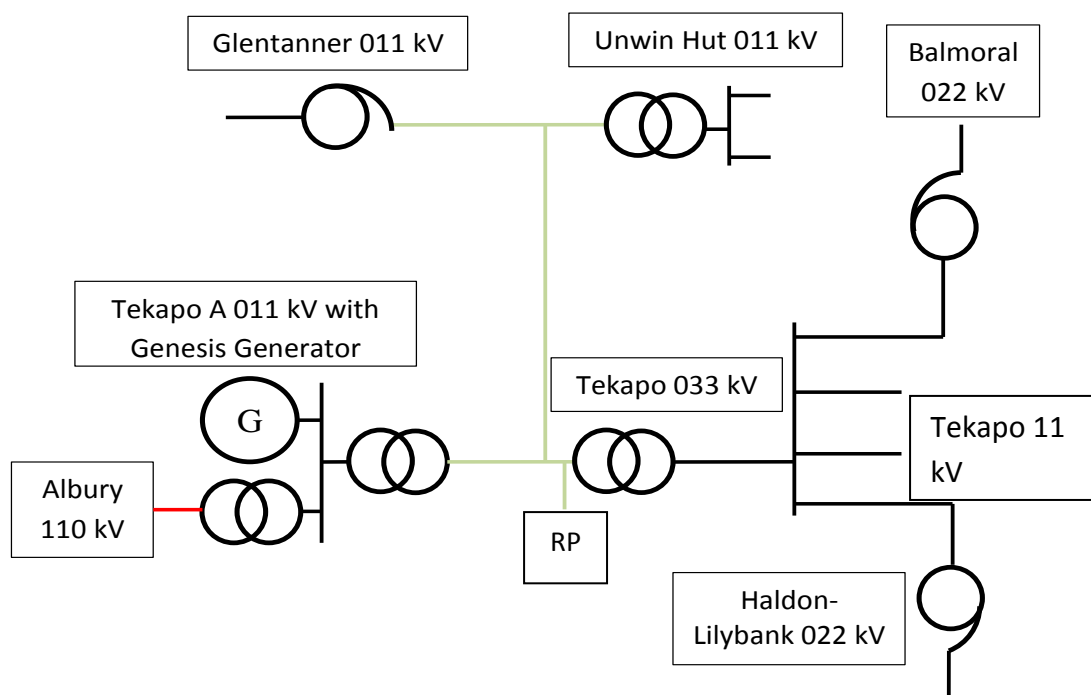 Glentanner 011 kV
Unwin Hut 011 kV
Balmoral
022 kV
Tekapo A 011 kV with
Genesis Generator
Tekapo 033 kV
G
Tekapo 11
kV
Albury
110 kV
RP
Haldon-
Lilybank 022 kV